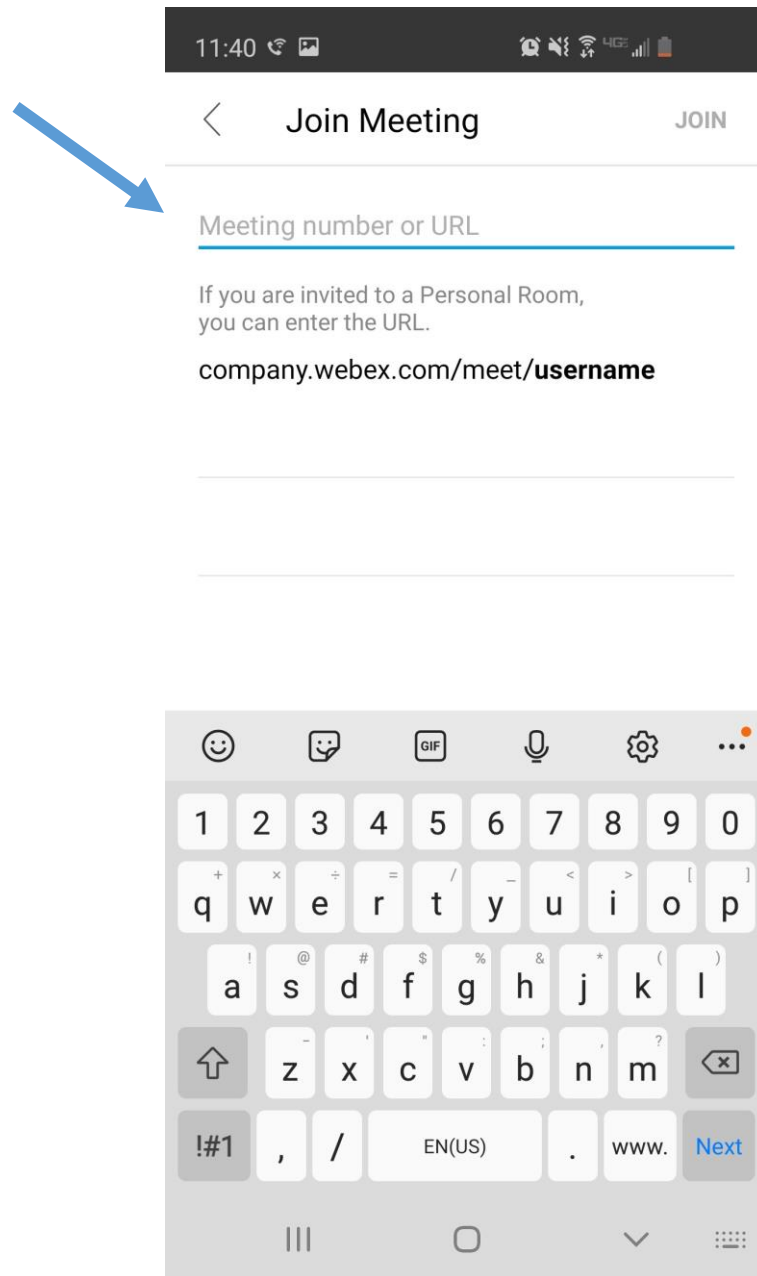 11:40 4GE
Join Meeting JOIN
Meeting number or URL
If you are invited to a Personal Room,
you can enter the URL.
company.webex.com/meet/username
GIF
1 2 3 4 5 6 7 8 9 0
+ × ÷ = / _ < > [ ]
q w e r t y u i o p
! @ # $ % & * ( )
a s d f g h j k l
- ' " : ; , ?
z x c v b n m
!#1 , / EN(US) . www. Next